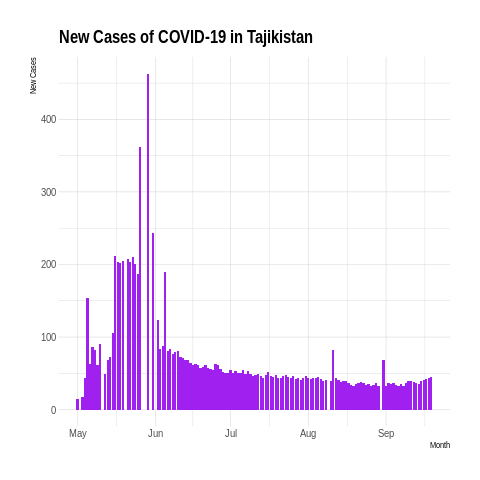 New Cases of COVID-19 in Tajikistan
New Cases
400
300
200
100
0
May Jun Jul Aug Sep
Month